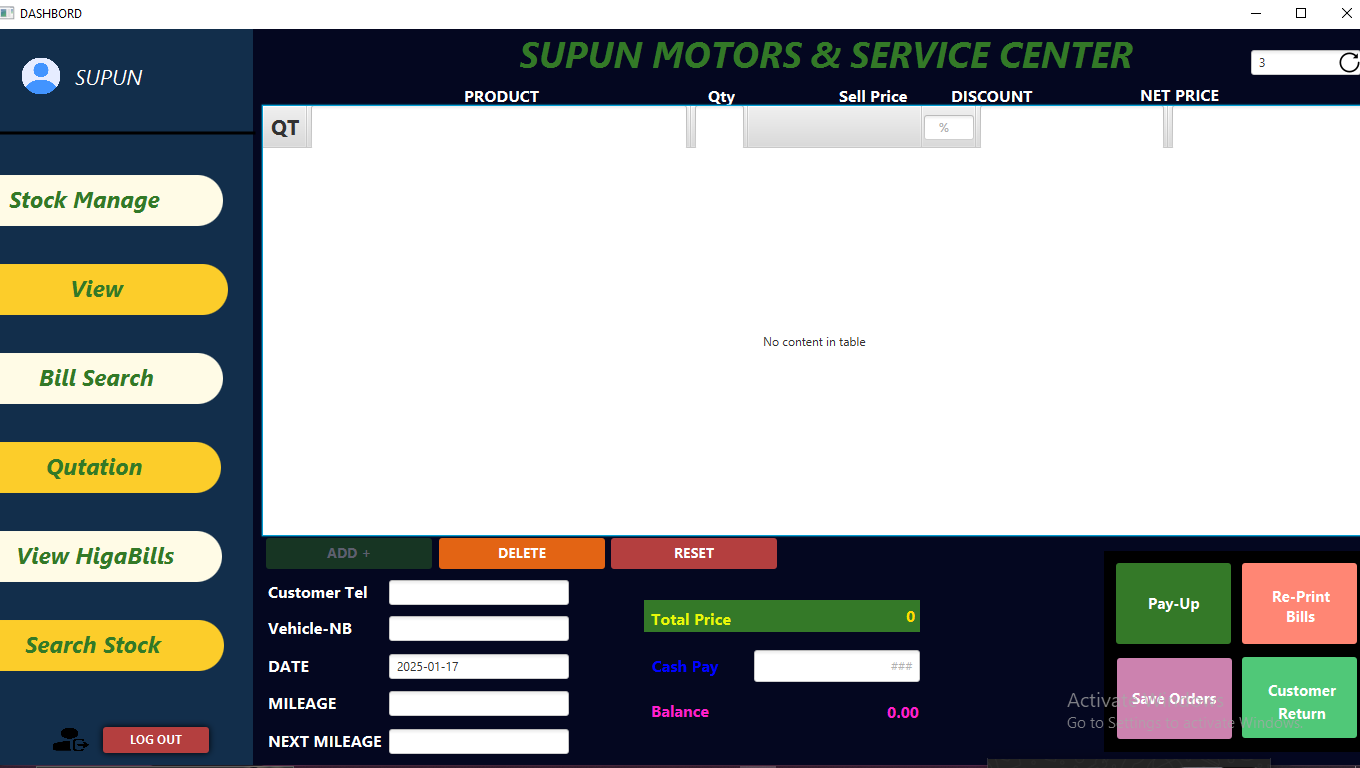 DASHBORD
SUPUN
SUPUN MOTORS & SERVICE CENTER
3
PRODUCT Qty Sell Price DISCOUNT NET PRICE
QT %
No content in table
Stock Manage
View
Bill Search
Qutation
View HigaBills
Search Stock
LOG OUT
ADD + DELETE RESET
Customer Tel
Vehicle-NB
DATE 2025-01-17
MILEAGE
NEXT MILEAGE
Total Price 0
Cash Pay ###
Balance 0.00
Pay-Up
Re-Print
Bills
Save Orders
Customer
Return
Activate Windows
Go to Settings to activate Windows.